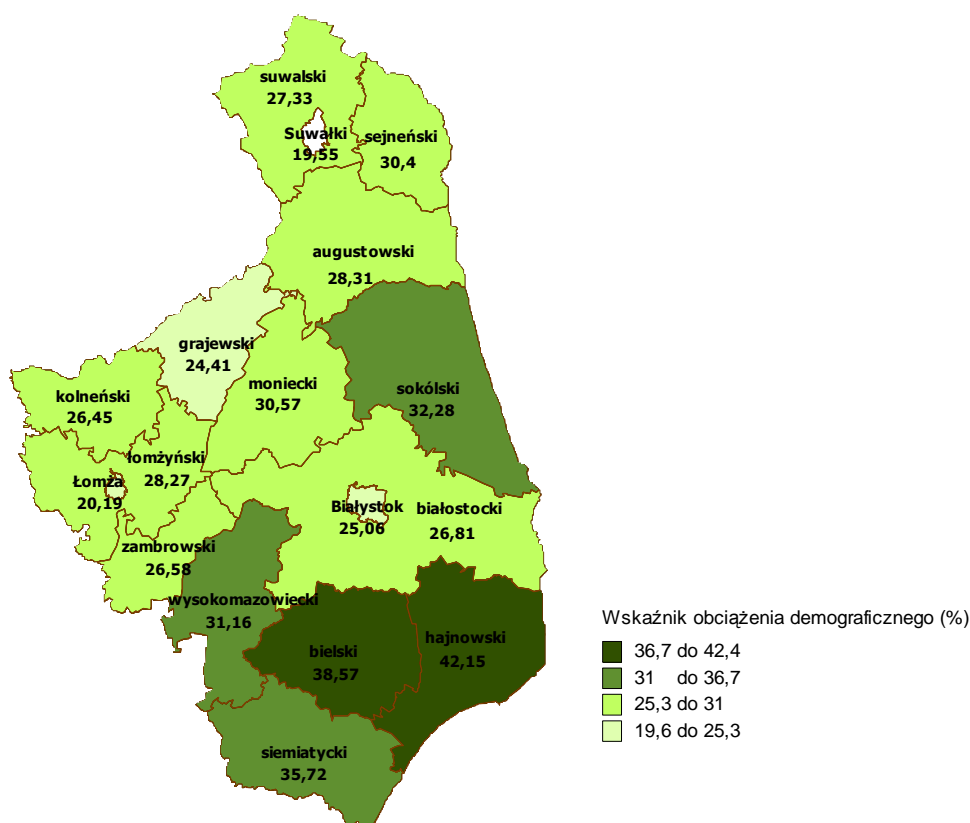 suwalski
27,33
Suwałki
19,55
sejneński
30,4
augustowski
28,31
grajewski
24,41
moniecki
30,57
sokólski
32,28
kolneński
26,45
łomżyński
28,27
Łomża
20,19
Białystok
25,06
białostocki
26,81
zambrowski
26,58
wysokomazowiecki
31,16
bielski
38,57
hajnowski
42,15
siemiatycki
35,72
Wskaźnik obciążenia demograficznego (%)
36,7 do 42,4
31 do 36,7
25,3 do 31
19,6 do 25,3